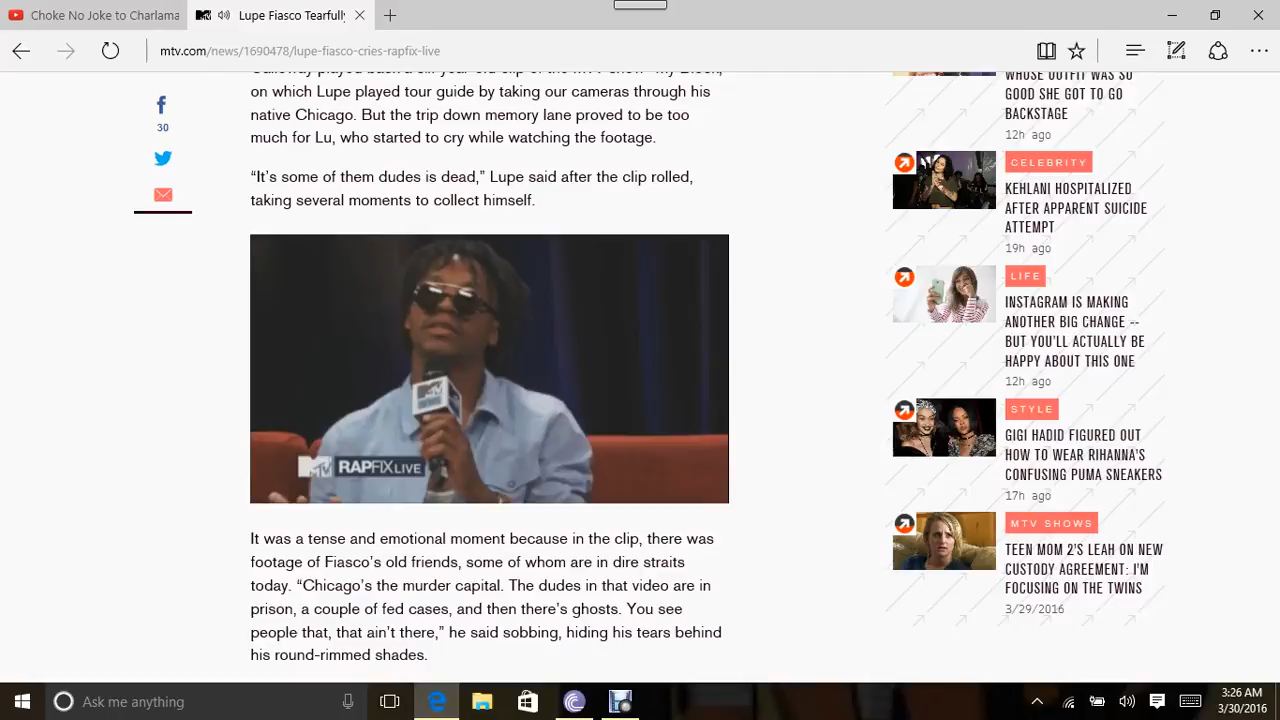 Choke No Joke to Chamilliona
Lupe Fiasco Tearfully
mtv.com/news/1690478/lupe-fiasco-cries-rapfix-live
on which Lupe played tour guide by taking our cameras through his
native Chicago. But the trip down memory lane proved to be too
much for Lu, who started to cry while watching the footage.
“It’s some of them dudes is dead,” Lupe said after the clip rolled,
taking several moments to collect himself.
30
MTV
MTV RAPFIX LIVE
It was a tense and emotional moment because in the clip, there was
footage of Fiasco’s old friends, some of whom are in dire straits
today. “Chicago’s the murder capital. The dudes in that video are in
prison, a couple of fed cases, and then there’s ghosts. You see
people that, that ain’t there,” he said sobbing, hiding his tears behind
his round-rimmed shades.
WHOSE OUTFIT WAS SO
GOOD SHE GOT TO GO
BACKSTAGE
12h ago
CELEBRITY
KEHLANI HOSPITALIZED
AFTER APPARENT SUICIDE
ATTEMPT
19h ago
LIFE
INSTAGRAM IS MAKING
ANOTHER BIG CHANGE --
BUT YOU'LL ACTUALLY BE
HAPPY ABOUT THIS ONE
12h ago
STYLE
GIGI HADID FIGURED OUT
HOW TO WEAR RIHANNA'S
CONFUSING PUMA SNEAKERS
17h ago
MTV SHOWS
TEEN MOM 2'S LEAH ON NEW
CUSTODY AGREEMENT: I'M
FOCUSING ON THE TWINS
3/29/2016
Ask me anything
3:26 AM
3/30/2016